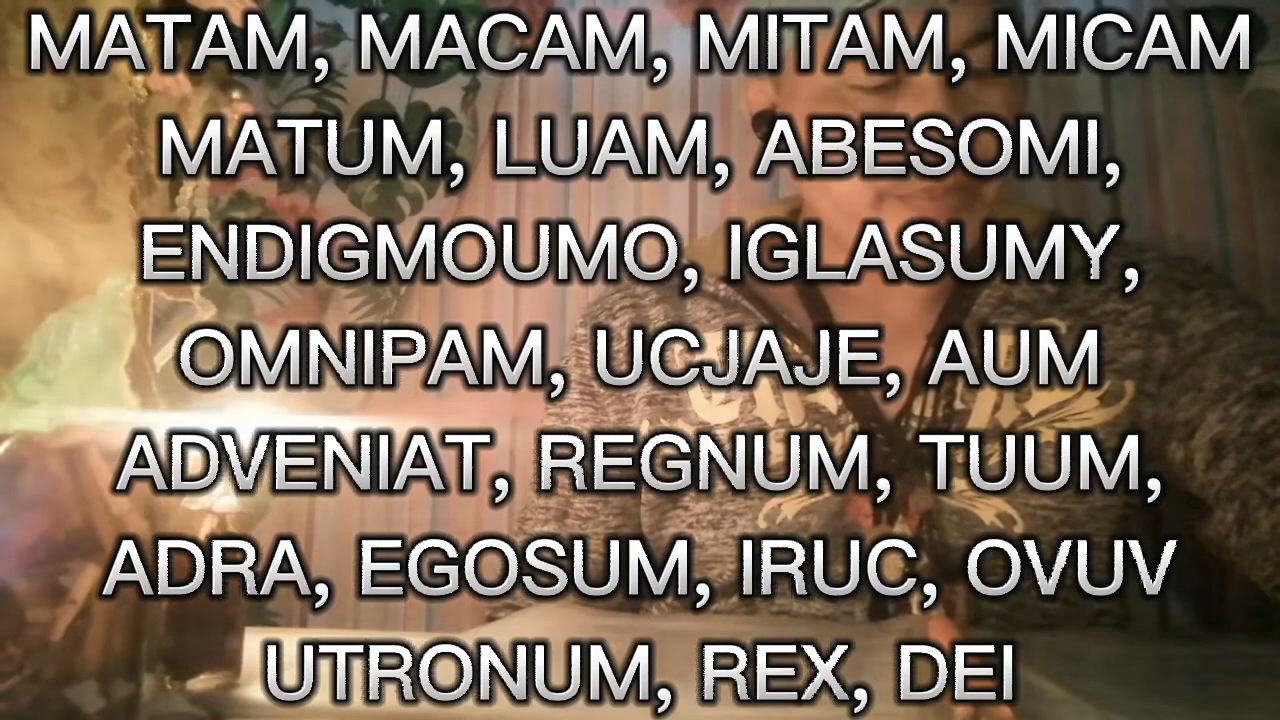 MATAM, MACAM, MITAM, MICAM
MATUM, LUAM, ABESOMI,
ENDIGMOUMO, IGLASUMY,
OMNIPAM, UCJAJE, AUM
ADVENIAT, REGNUM, TUUM,
ADRA, EGOSUM, IRUC, OVUV
UTRONUM, REX, DEI